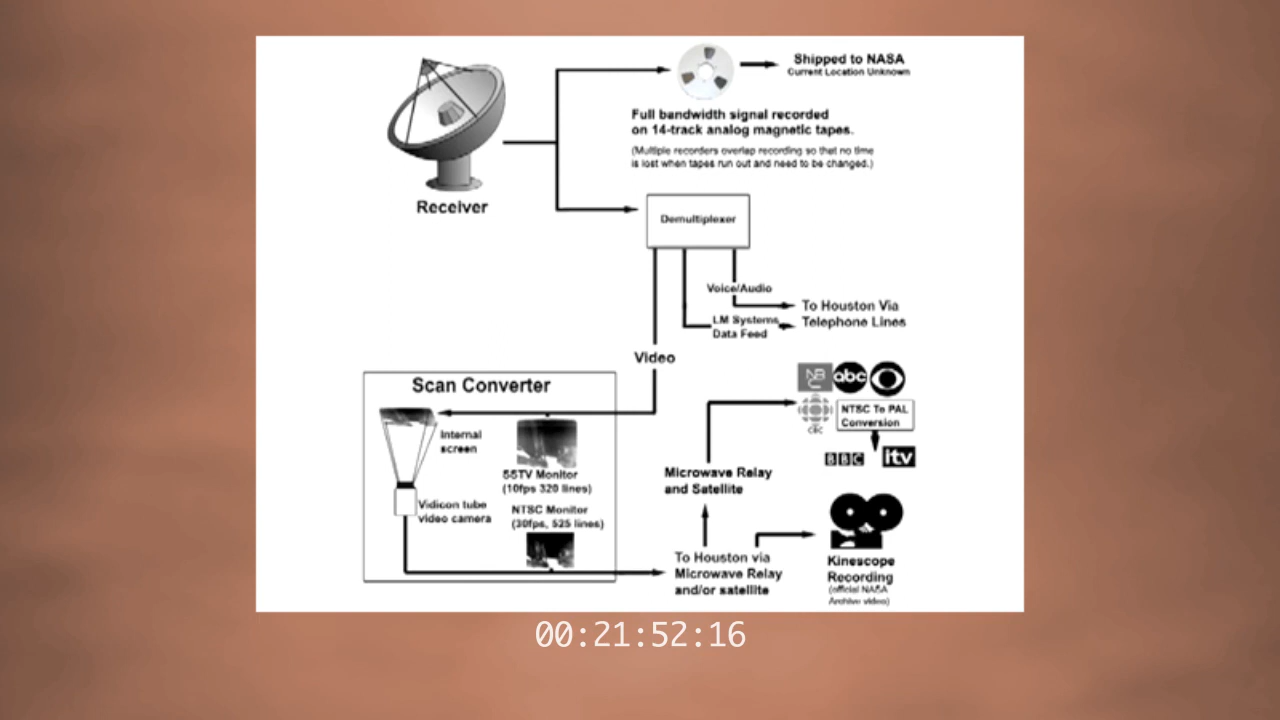 Shipped to NASA
Current Location Unknown
Full bandwidth signal recorded
on 14-track analog magnetic tapes.
(Multiple recorders overlap recording so that no time
is lost when tapes run out and need to be changed.)
Receiver
Demultiplexer
Voice/Audio
To Houston Via
Telephone Lines
LM Systems
Data Feed
Video
Scan Converter
Internal
screen
SSTV Monitor
(10fps 320 lines)
Vidicon tube
video camera
NTSC Monitor
(30fps, 525 lines)
NBC
abc
CBC
NTSC To PAL
Conversion
BBC
itv
Microwave Relay
and Satellite
To Houston via
Microwave Relay
and/or satellite
Kinescope
Recording
(official NASA
Archive video)
00:21:52:16